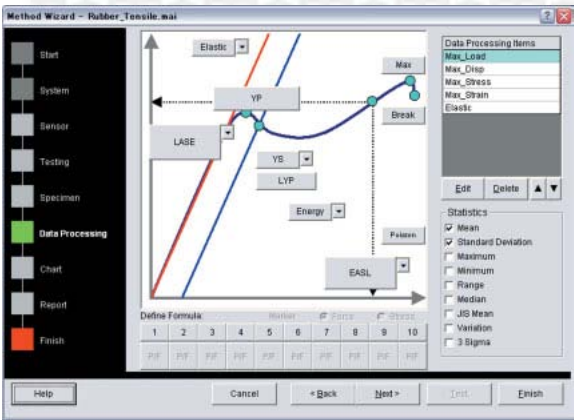 Method Wizard - Rubber_Tensile.mai
Start
System
Sensor
Testing
Specimen
Data Processing
Chart
Report
Finish
Elastic
Max
YP
Break
LASE
YS
LYP
Energy
Poisson
EASL
Data Processing Items
Max_Load
Max_Disp
Max_Stress
Max_Strain
Elastic
Edit
Delete
Statistics
Mean
Standard Deviation
Maximum
Minimum
Range
Median
JIS Mean
Variation
3 Sigma
Define Formula:
Marker
Force
Stress
1 2 3 4 5 6 7 8 9 10
Help
Cancel
< Back
Next >
Test
Finish